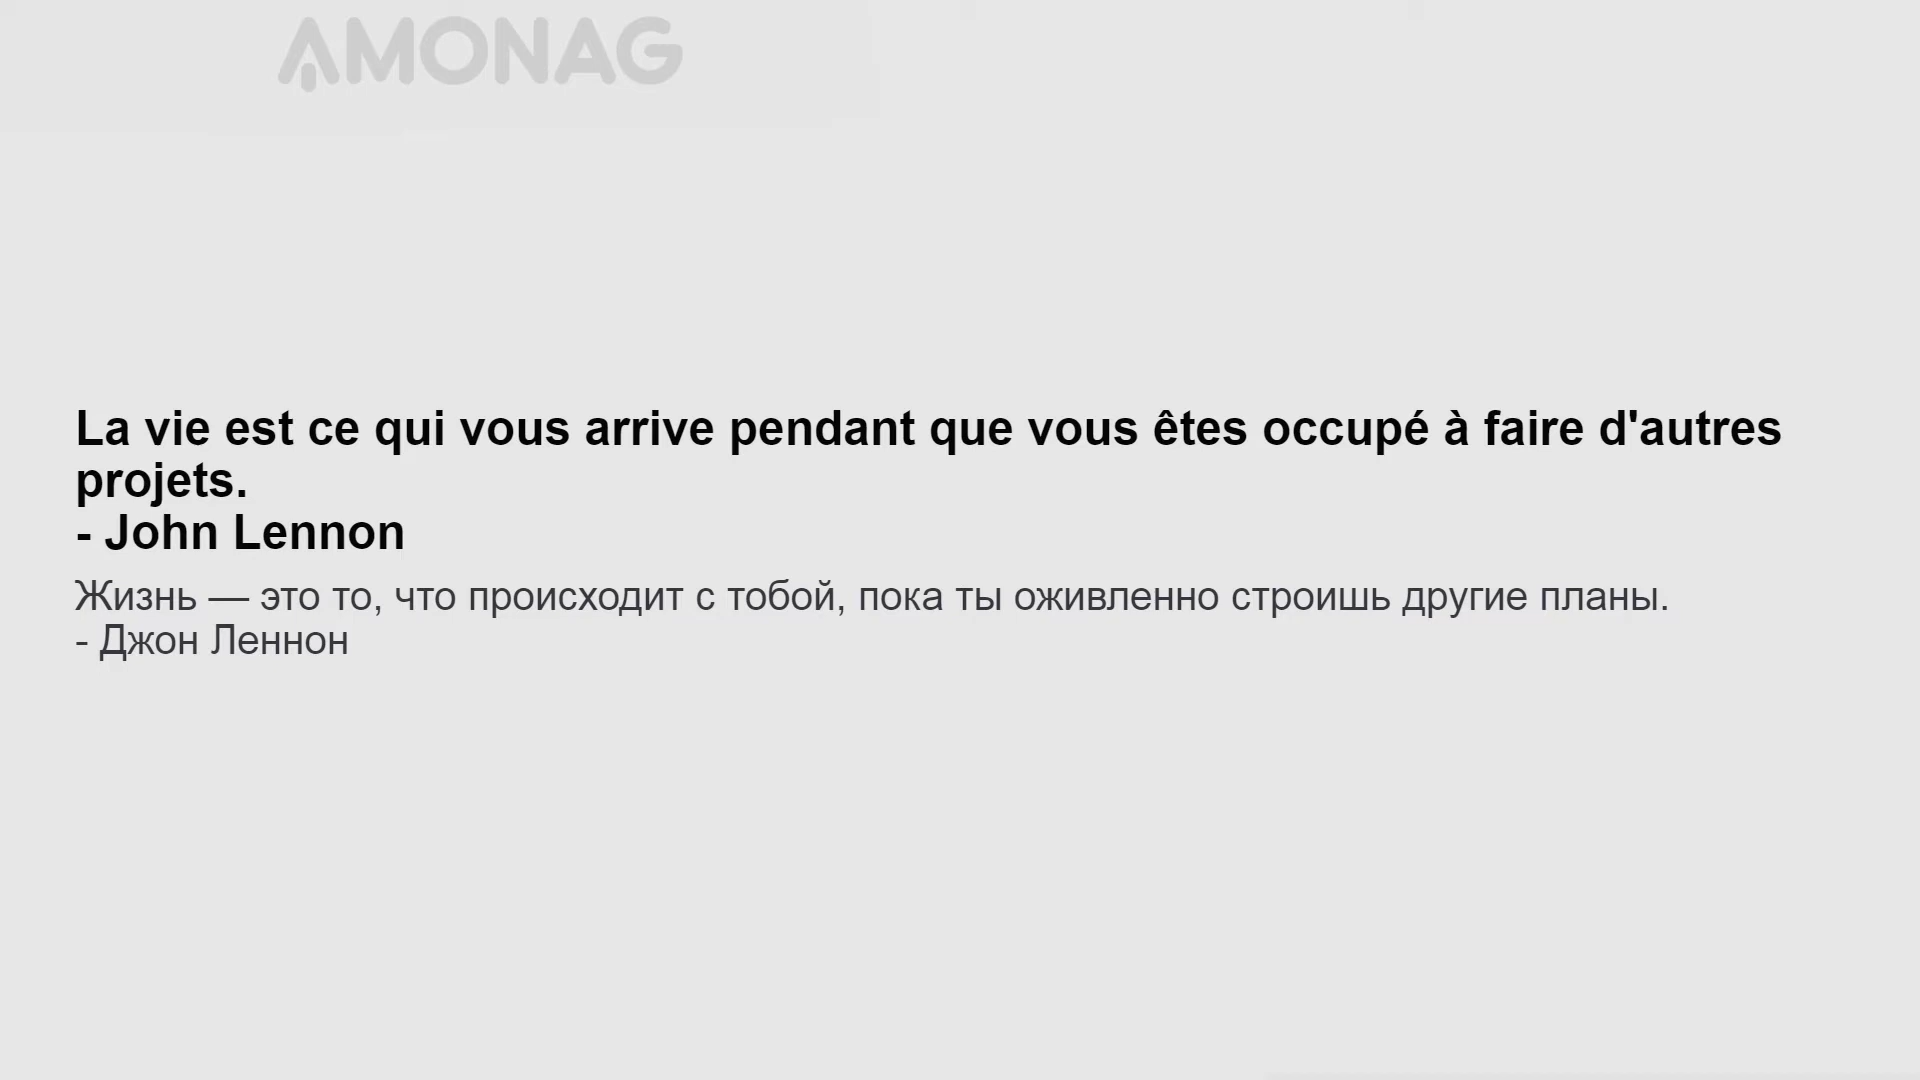 AMONAG
La vie est ce qui vous arrive pendant que vous êtes occupé à faire d'autres
projets.
- John Lennon
Жизнь — это то, что происходит с тобой, пока ты оживленно строишь другие планы.
- Джон Леннон